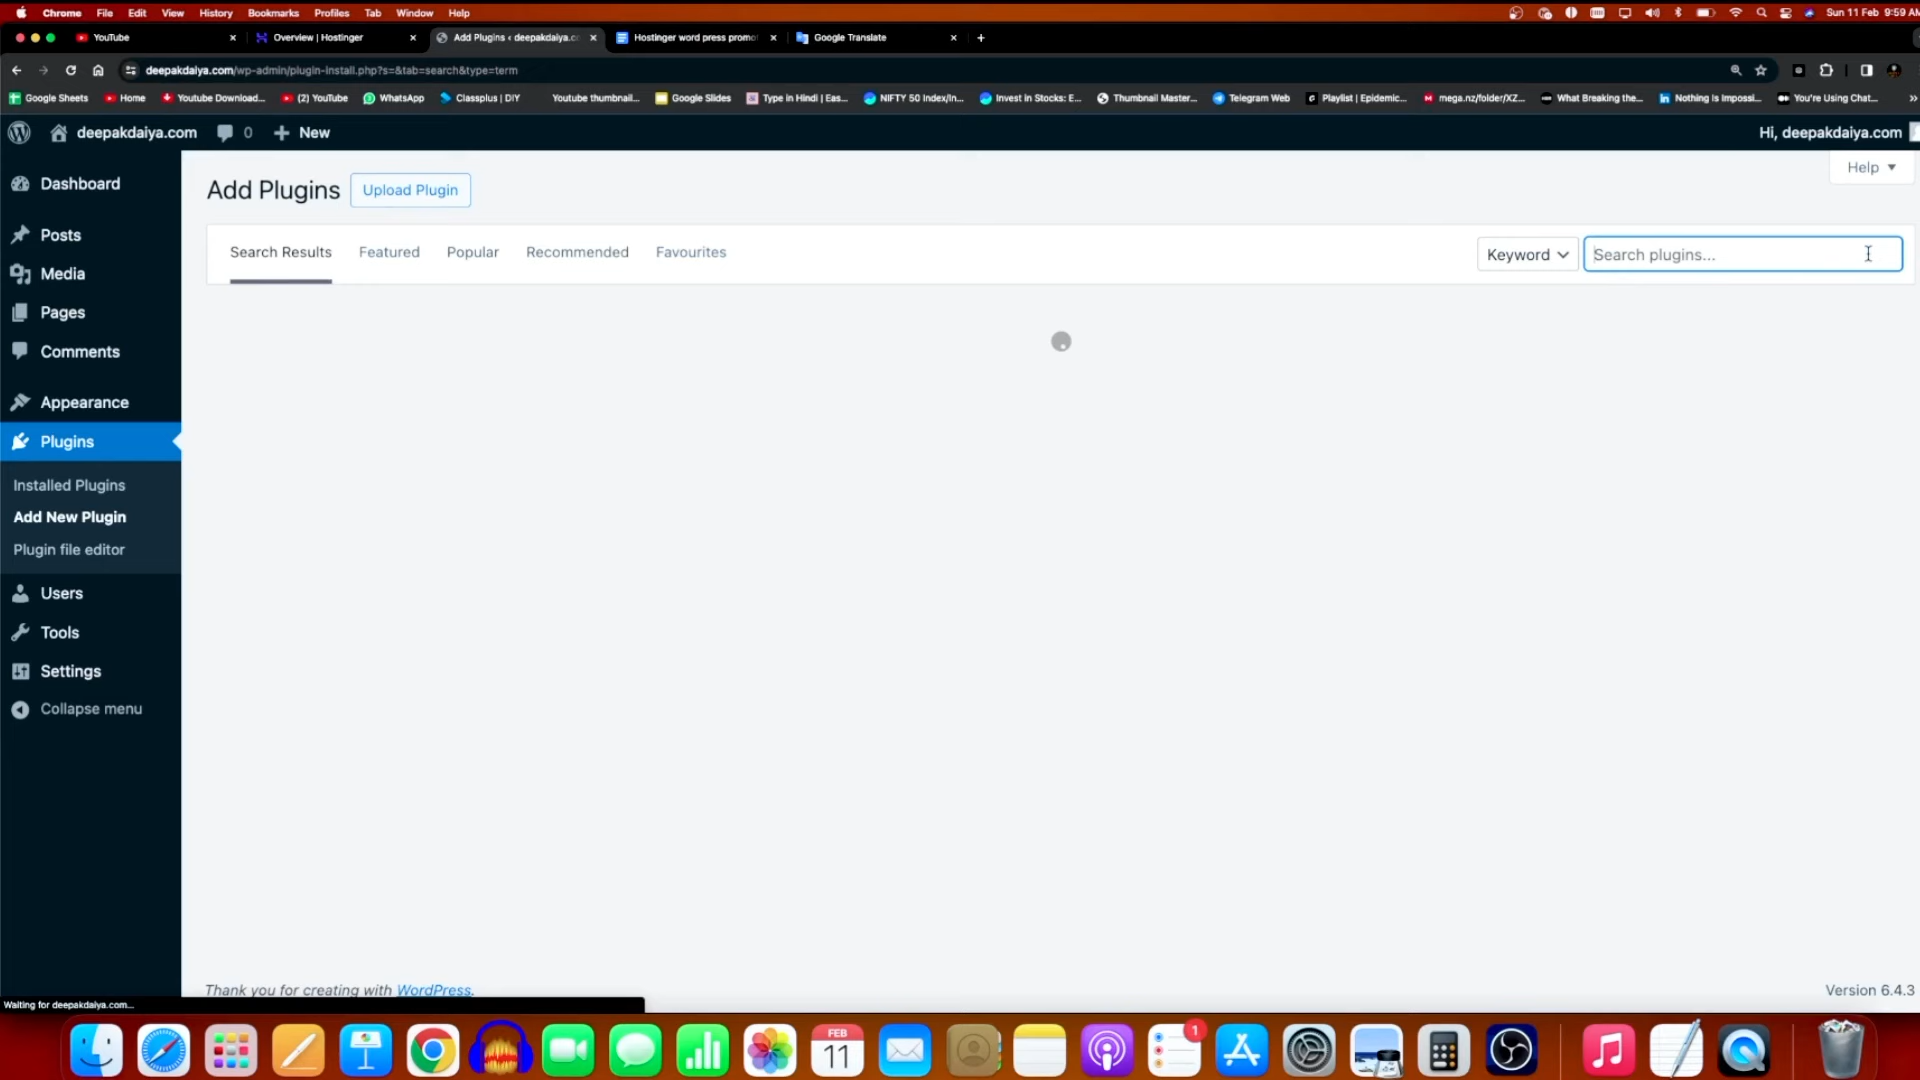 Chrome File Edit View History Bookmarks Profiles Tab Window Help Sun 11 Feb 9:59 AM
YouTube Overview | Hostinger Add Plugins ‹ deepakdaiya.c Hostinger word press promo Google Translate
deepakdaiya.com/wp-admin/plugin-install.php?s=&tab=search&type=term
Google Sheets Home Youtube Download... (2) YouTube WhatsApp Classplus | DIY Youtube thumbnail... Google Slides Type in Hindi | Eas... NIFTY 50 Index/In... Invest in Stocks: E... Thumbnail Master... Telegram Web Playlist | Epidemic... mega.nz/folder/XZ... What Breaking the... Nothing Is Impossi... You're Using Chat... »
deepakdaiya.com 0 + New Hi, deepakdaiya.com
Help
Dashboard
Posts
Media
Pages
Comments
Appearance
Plugins
Installed Plugins
Add New Plugin
Plugin file editor
Users
Tools
Settings
Collapse menu
Add Plugins Upload Plugin
Search Results Featured Popular Recommended Favourites Keyword Search plugins...
Thank you for creating with WordPress. Version 6.4.3
Waiting for deepakdaiya.com...
FEB
11
1